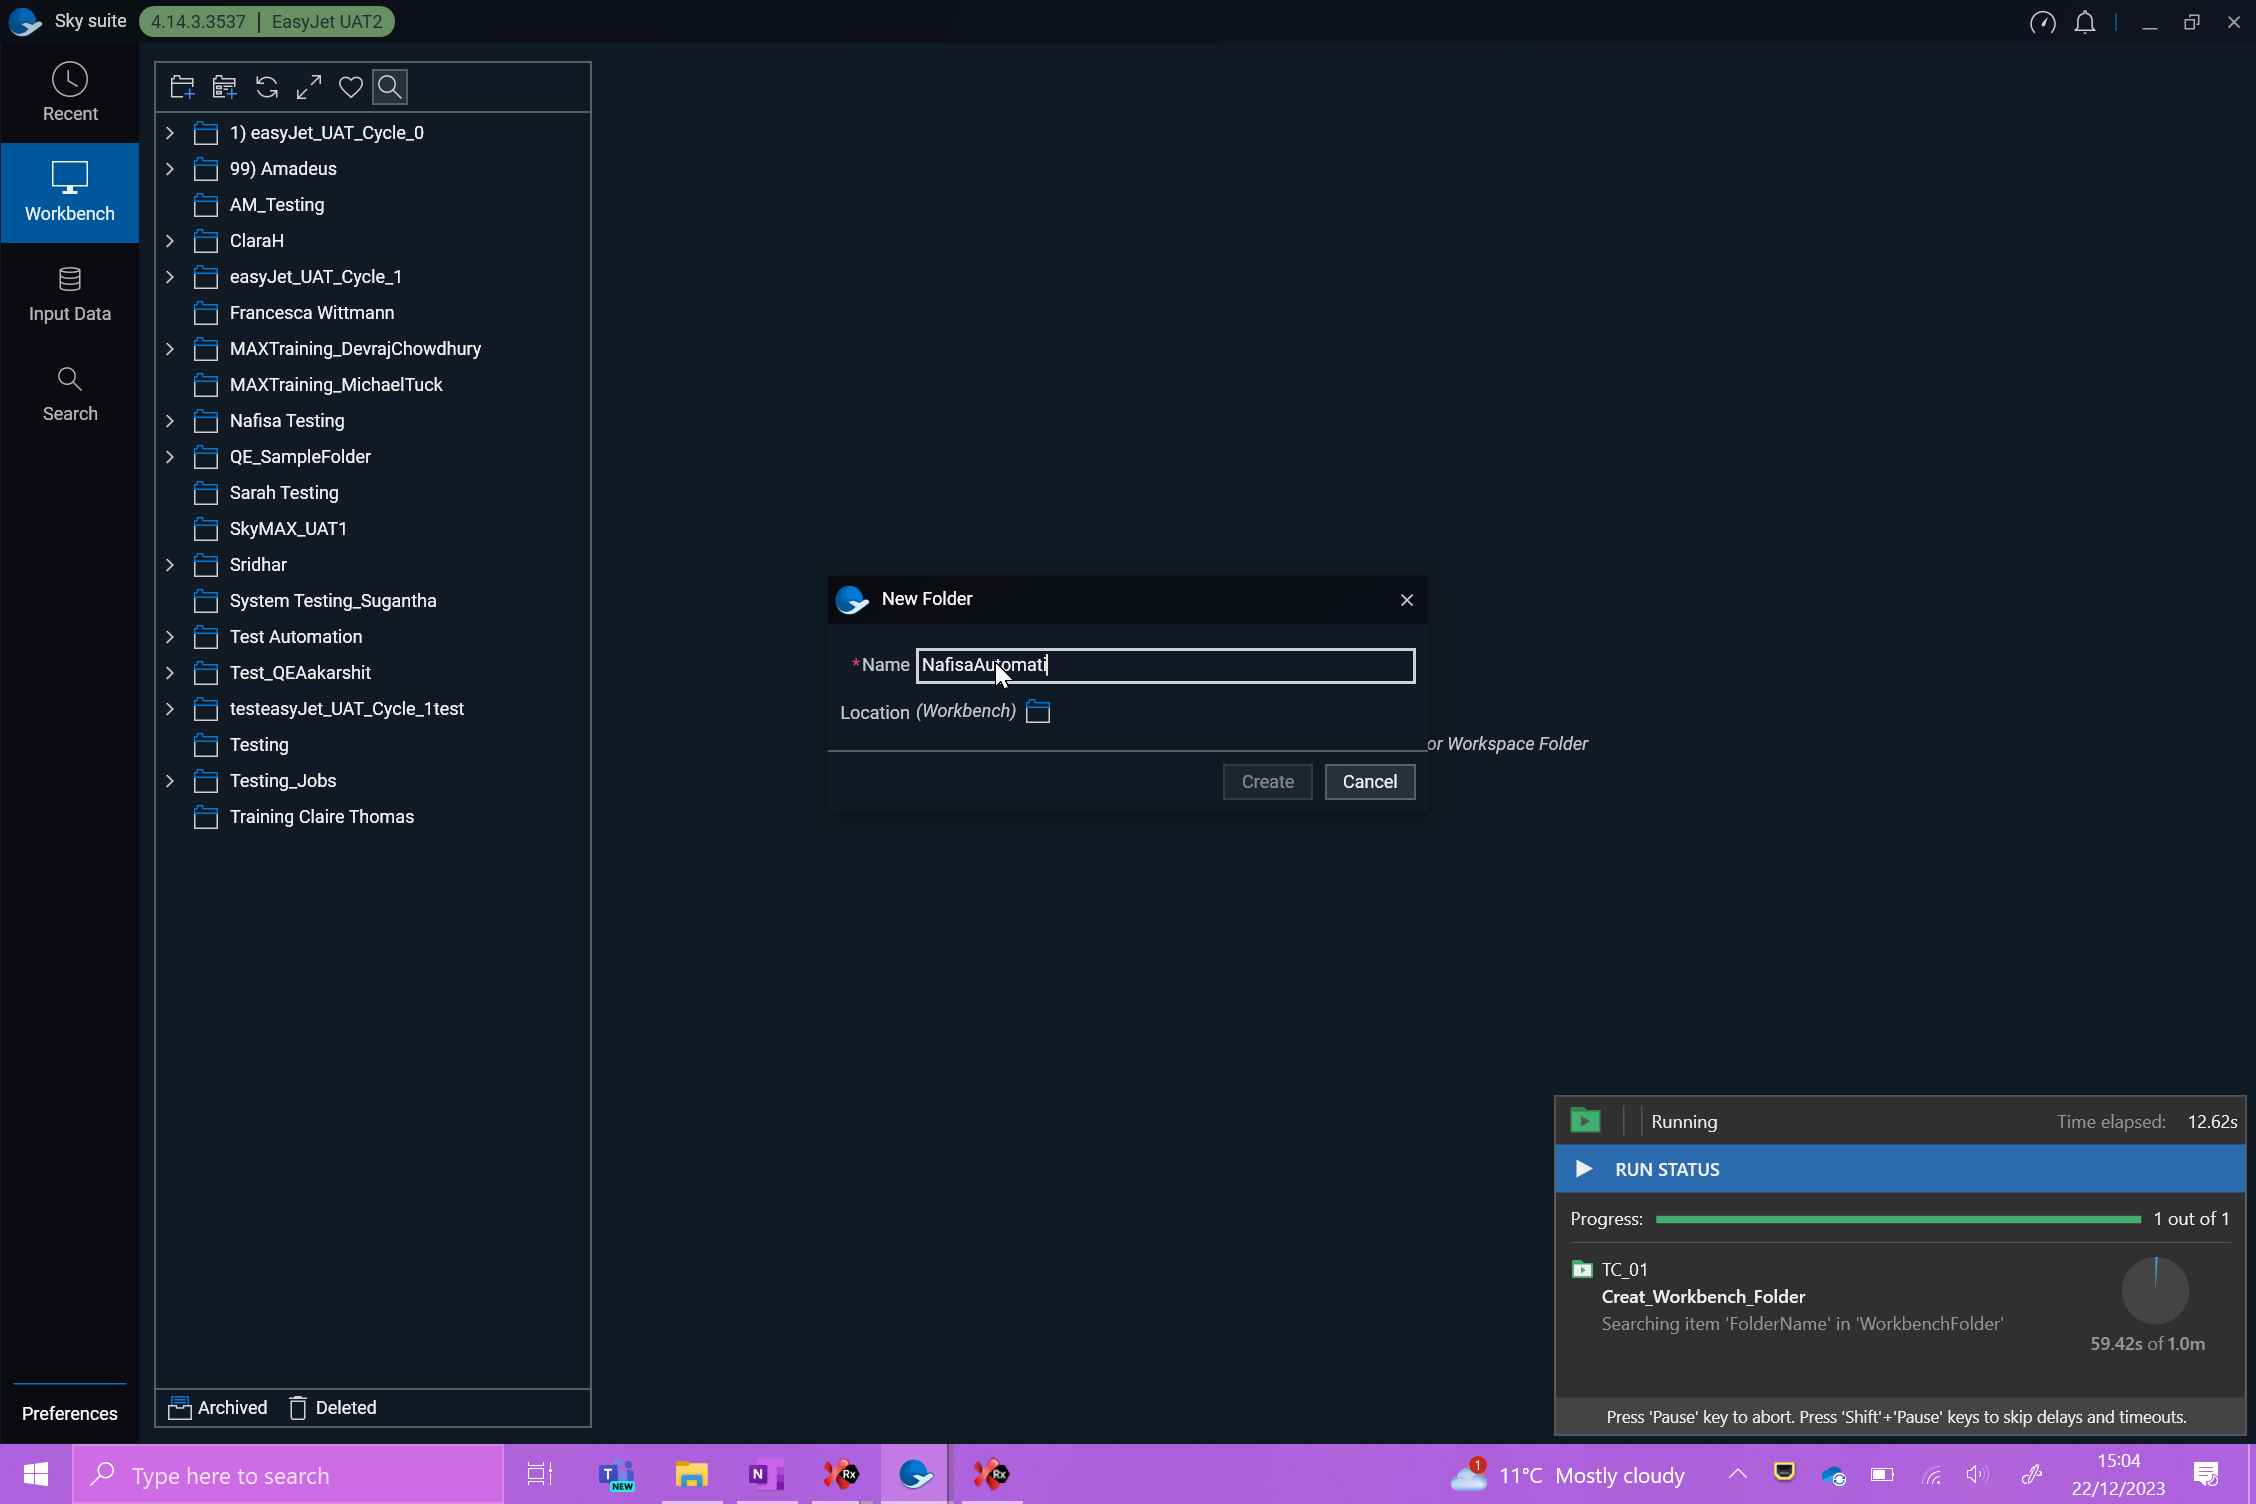 Sky suite 4.14.3.3537 | EasyJet UAT2
Recent
Workbench
Input Data
Search
Preferences
1) easyJet_UAT_Cycle_0
99) Amadeus
AM_Testing
ClaraH
easyJet_UAT_Cycle_1
Francesca Wittmann
MAXTraining_DevrajChowdhury
MAXTraining_MichaelTuck
Nafisa Testing
QE_SampleFolder
Sarah Testing
SkyMAX_UAT1
Sridhar
System Testing_Sugantha
Test Automation
Test_QEAakarshit
testeasyJet_UAT_Cycle_1test
Testing
Testing_Jobs
Training Claire Thomas
Archived Deleted
New Folder
*Name NafisaAutomati
Location (Workbench)
or Workspace Folder
Create Cancel
Running Time elapsed: 12.62s
RUN STATUS
Progress: 1 out of 1
TC_01
Creat_Workbench_Folder
Searching item 'FolderName' in 'WorkbenchFolder'
59.42s of 1.0m
Press 'Pause' key to abort. Press 'Shift'+'Pause' keys to skip delays and timeouts.
Type here to search
T NEW
N
Rx
Rx
1
11°C Mostly cloudy
15:04
22/12/2023